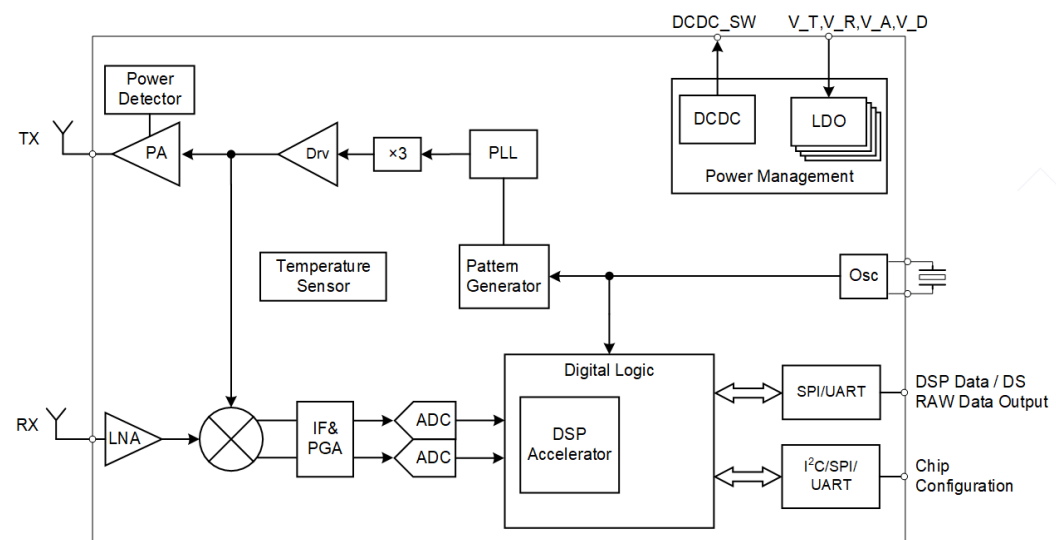 DCDC_SW
V_T,V_R,V_A,V_D
Power
Detector
TX
PA
Drv
×3
PLL
DCDC
LDO
Power Management
Temperature
Sensor
Pattern
Generator
Osc
Digital Logic
DSP
Accelerator
SPI/UART
DSP Data / DS
RAW Data Output
RX
LNA
IF&
PGA
ADC
ADC
I²C/SPI/
UART
Chip
Configuration